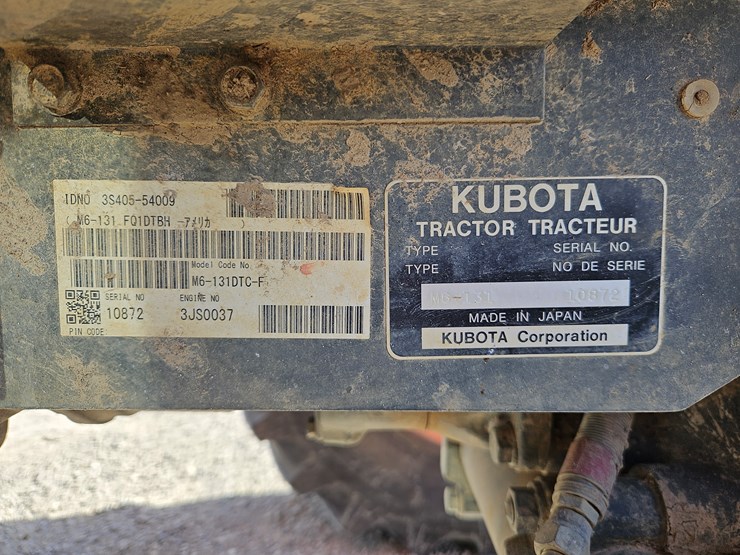 IDNO 3S405-54009
( M6-131 FQ1DTBH -アメリカ )
Model Code No
M6-131DTC-F
SERIAL NO ENGINE NO
10872 3JS0037
PIN CODE
KUBOTA
TRACTOR TRACTEUR
TYPE SERIAL NO.
TYPE NO DE SERIE
M6-131 10872
MADE IN JAPAN
KUBOTA Corporation